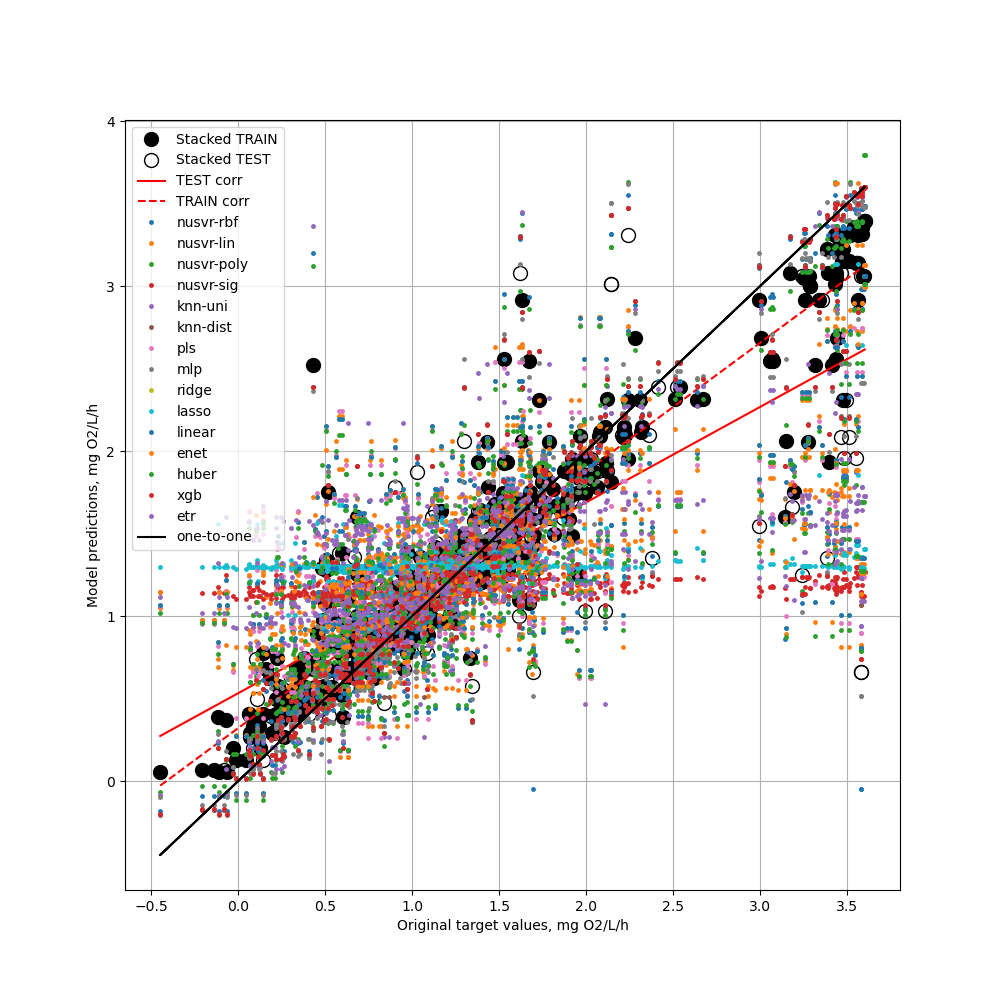 4
3
2
1
0
Model predictions, mg O2/L/h
Stacked TRAIN
Stacked TEST
TEST corr
TRAIN corr
nusvr-rbf
nusvr-lin
nusvr-poly
nusvr-sig
knn-uni
knn-dist
pls
mlp
ridge
lasso
linear
enet
huber
xgb
etr
one-to-one
−0.5 0.0 0.5 1.0 1.5 2.0 2.5 3.0 3.5
Original target values, mg O2/L/h